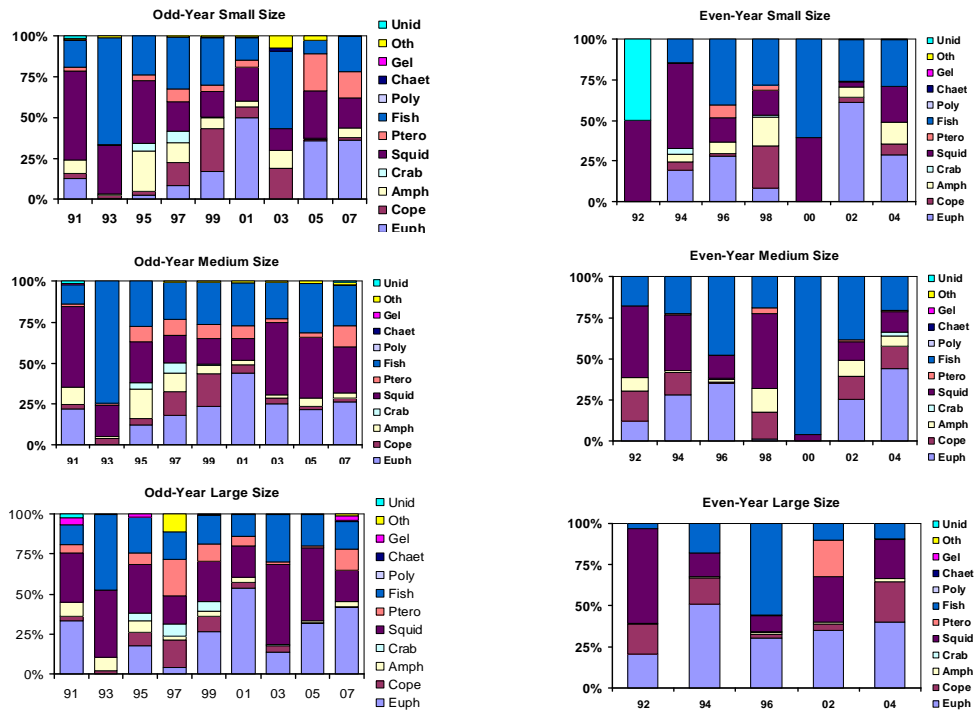 Odd-Year Small Size
100%
75%
50%
25%
0%
91 93 95 97 99 01 03 05 07
Unid
Oth
Gel
Chaet
Poly
Fish
Ptero
Squid
Crab
Amph
Cope
Euph
Even-Year Small Size
100%
75%
50%
25%
0%
92 94 96 98 00 02 04
Unid
Oth
Gel
Chaet
Poly
Fish
Ptero
Squid
Crab
Amph
Cope
Euph
Odd-Year Medium Size
100%
75%
50%
25%
0%
91 93 95 97 99 01 03 05 07
Unid
Oth
Gel
Chaet
Poly
Fish
Ptero
Squid
Crab
Amph
Cope
Euph
Even-Year Medium Size
100%
75%
50%
25%
0%
92 94 96 98 00 02 04
Unid
Oth
Gel
Chaet
Poly
Fish
Ptero
Squid
Crab
Amph
Cope
Euph
Odd-Year Large Size
100%
75%
50%
25%
0%
91 93 95 97 99 01 03 05 07
Unid
Oth
Gel
Chaet
Poly
Fish
Ptero
Squid
Crab
Amph
Cope
Euph
Even-Year Large Size
100%
75%
50%
25%
0%
92 94 96 02 04
Unid
Oth
Gel
Chaet
Poly
Fish
Ptero
Squid
Crab
Amph
Cope
Euph